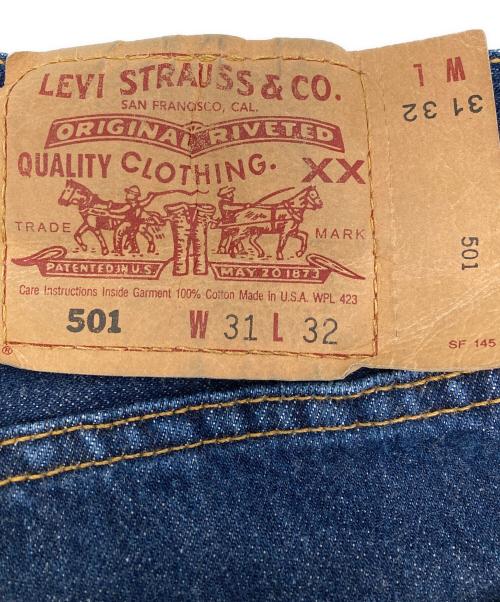 LEVI STRAUSS & CO.
SAN FRANCISCO, CAL.
ORIGINAL RIVETED
QUALITY CLOTHING. XX
TRADE MARK
PATENTED IN U.S. MAY 20 1873
Care Instructions Inside Garment 100% Cotton Made in U.S.A. WPL 423
501 W 31 L 32
®
W L
31 32
501
SF 145